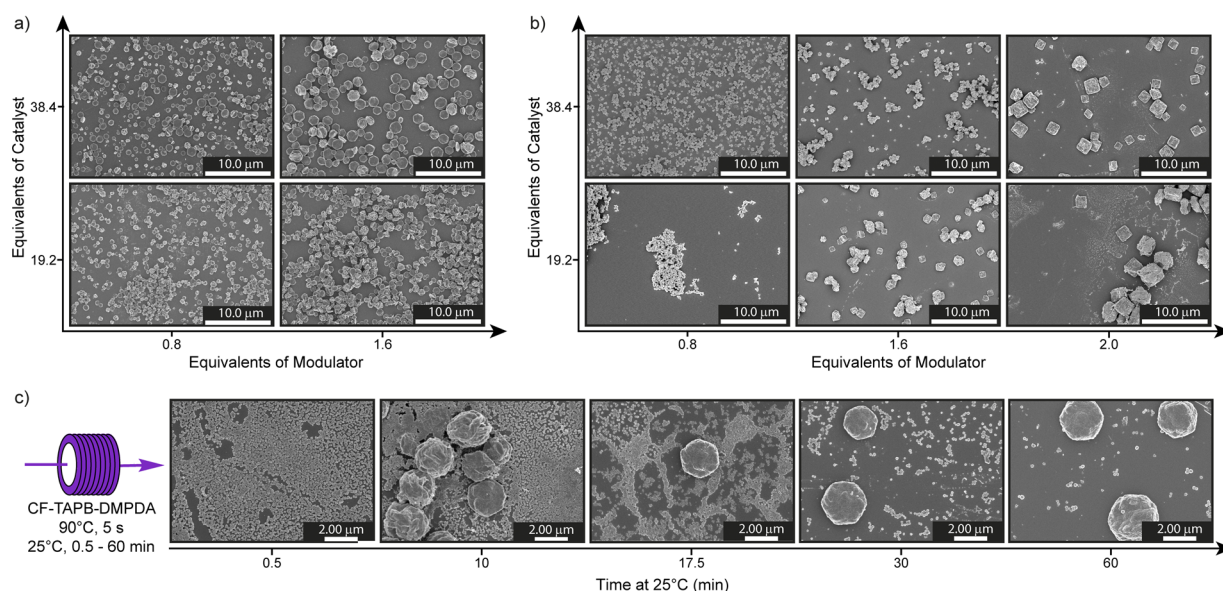 a)
Equivalents of Catalyst
38.4
19.2
10.0 µm
10.0 µm
10.0 µm
10.0 µm
0.8
1.6
Equivalents of Modulator
b)
Equivalents of Catalyst
38.4
19.2
10.0 µm
10.0 µm
10.0 µm
10.0 µm
10.0 µm
10.0 µm
0.8
1.6
2.0
Equivalents of Modulator
c)
CF-TAPB-DMPDA
90°C, 5 s
25°C, 0.5 - 60 min
2.00 µm
2.00 µm
2.00 µm
2.00 µm
2.00 µm
0.5
10
17.5
30
60
Time at 25°C (min)